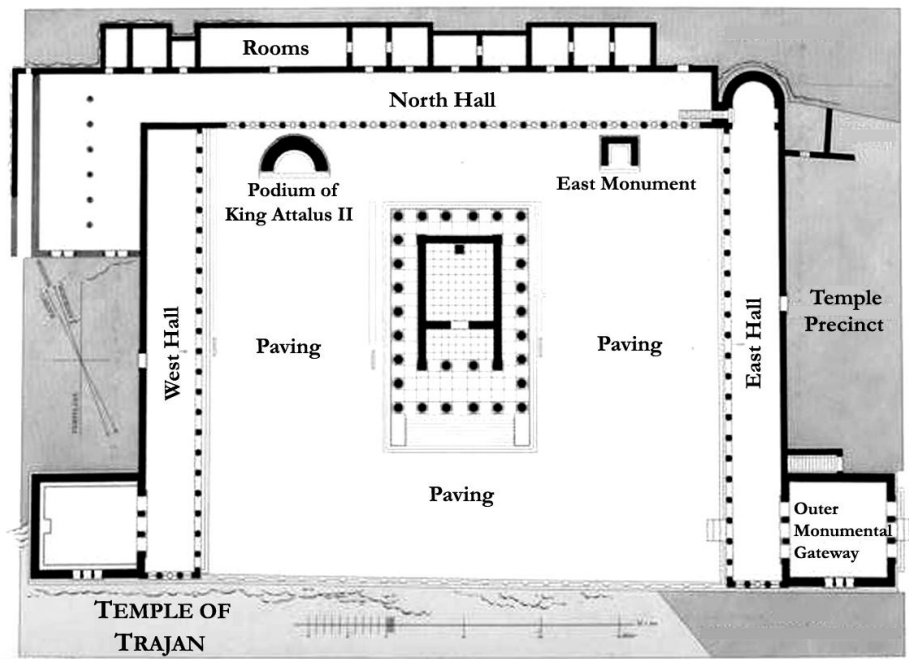 Rooms
North Hall
Podium of
King Attalus II
East Monument
West Hall
Paving
Paving
East Hall
Temple
Precinct
Paving
Outer
Monumental
Gateway
TEMPLE OF
TRAJAN